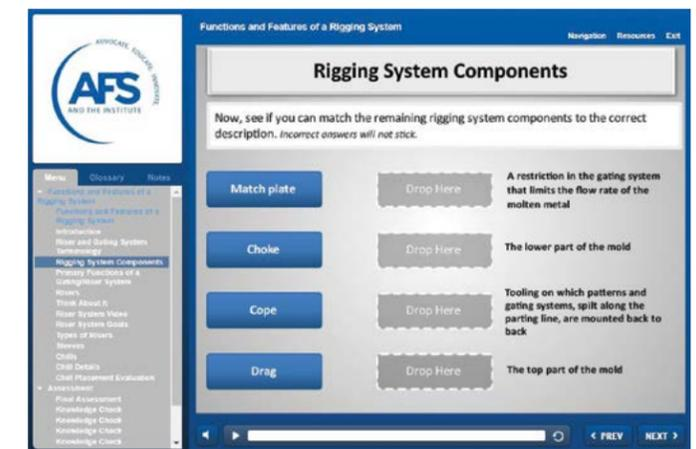 ADVOCATE, EDUCATE, INNOVATE
AFS
AND THE INSTITUTE
Functions and Features of a Rigging System
Navigation Resources Exit
Rigging System Components
Now, see if you can match the remaining rigging system components to the correct
description. Incorrect answers will not stick.
Menu Glossary Notes
Functions and Features of a
Rigging System
Functions and Features of a
Rigging System
Introduction
Riser and Gating System
Terminology
Rigging System Components
Primary Functions of a
Gating/Riser System
Risers
Think About It
Riser System Video
Riser System Goals
Types of Risers
Sleeves
Chills
Chill Details
Chill Placement Evaluation
Assessment
Final Assessment
Knowledge Check
Knowledge Check
Knowledge Check
Knowledge Check
Match plate
Drop Here
A restriction in the gating system
that limits the flow rate of the
molten metal
Choke
Drop Here
The lower part of the mold
Cope
Drop Here
Tooling on which patterns and
gating systems, spilt along the
parting line, are mounted back to
back
Drag
Drop Here
The top part of the mold
< PREV NEXT >